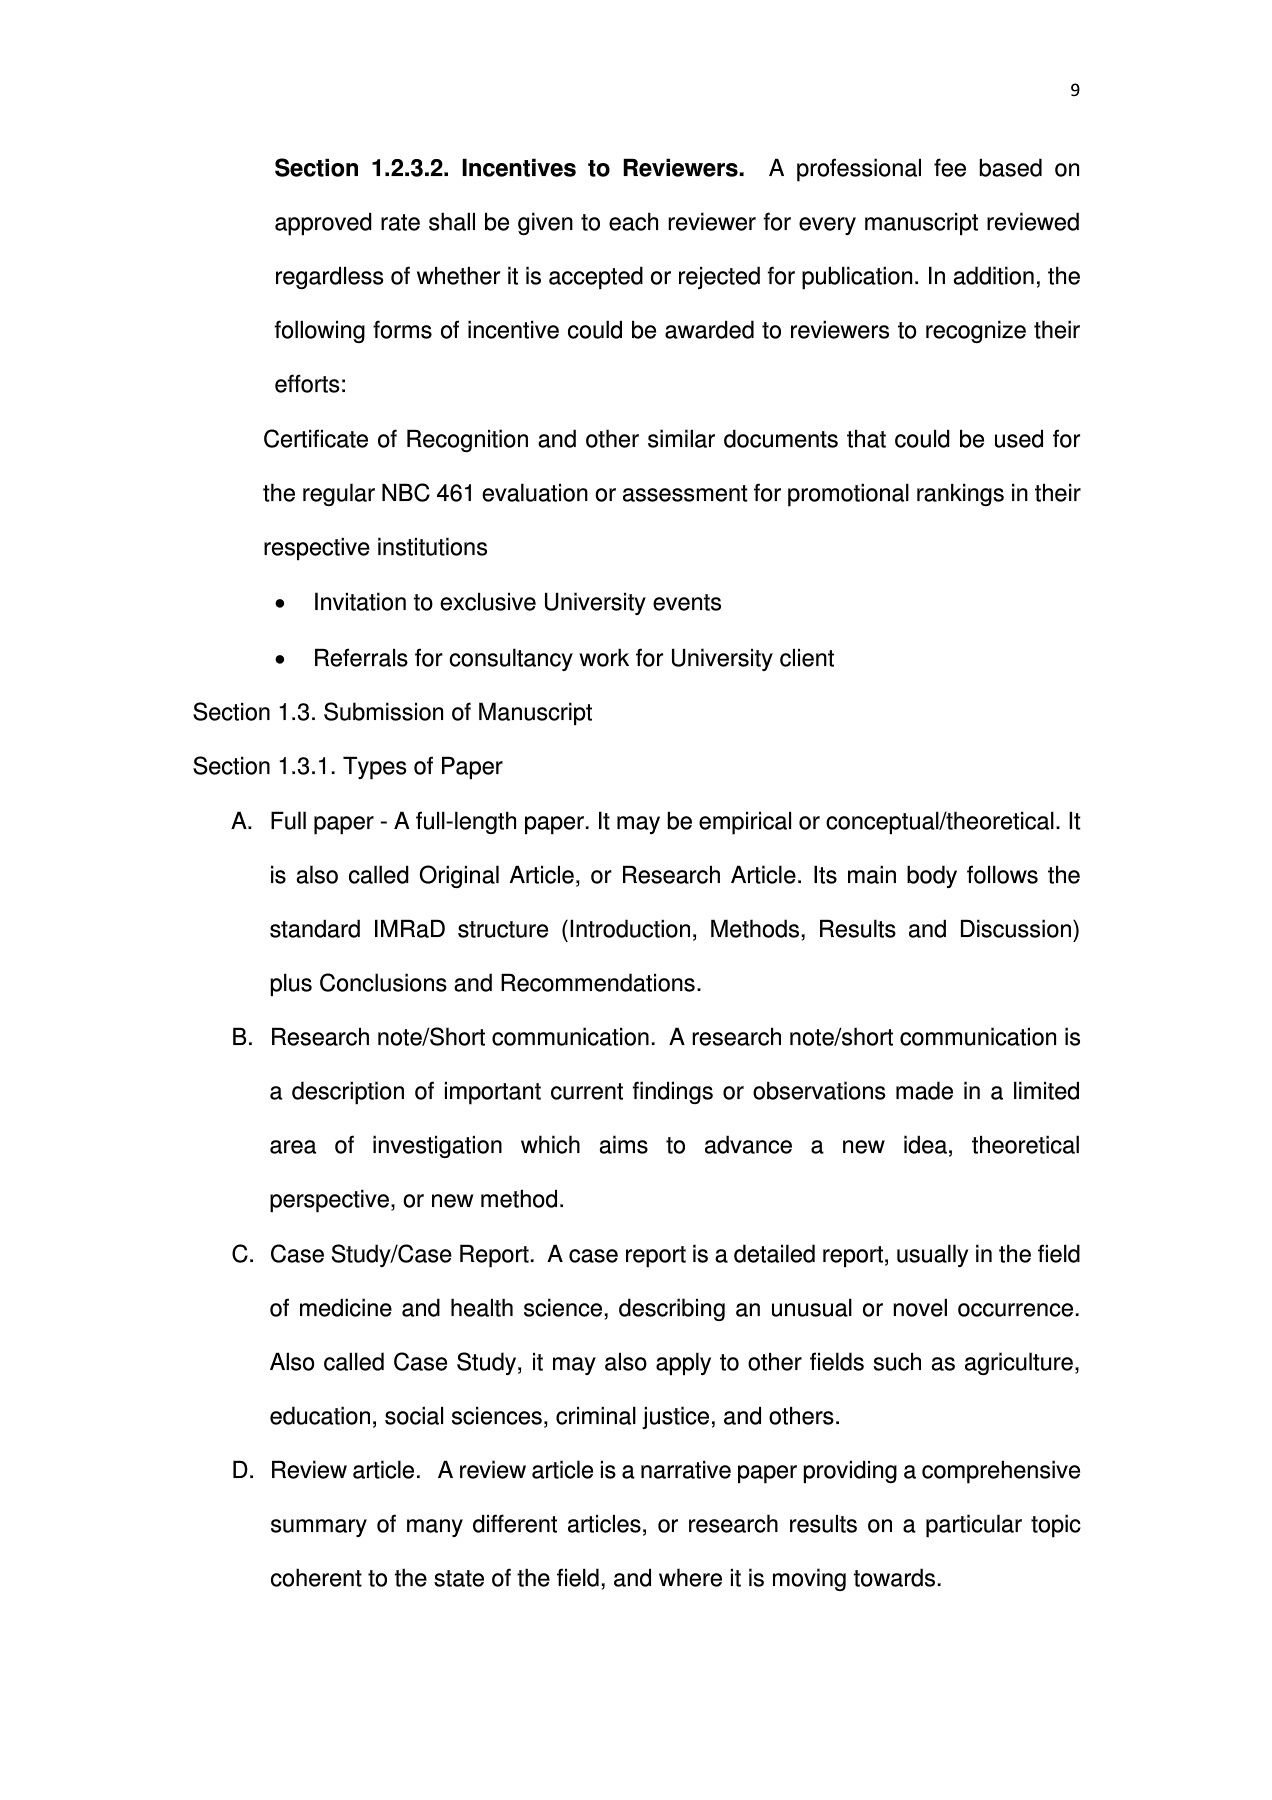 9
Section 1.2.3.2. Incentives to Reviewers. A professional fee based on
approved rate shall be given to each reviewer for every manuscript reviewed
regardless of whether it is accepted or rejected for publication. In addition, the
following forms of incentive could be awarded to reviewers to recognize their
efforts:
Certificate of Recognition and other similar documents that could be used for
the regular NBC 461 evaluation or assessment for promotional rankings in their
respective institutions
• Invitation to exclusive University events
• Referrals for consultancy work for University client
Section 1.3. Submission of Manuscript
Section 1.3.1. Types of Paper
A. Full paper - A full-length paper. It may be empirical or conceptual/theoretical. It
is also called Original Article, or Research Article. Its main body follows the
standard IMRaD structure (Introduction, Methods, Results and Discussion)
plus Conclusions and Recommendations.
B. Research note/Short communication. A research note/short communication is
a description of important current findings or observations made in a limited
area of investigation which aims to advance a new idea, theoretical
perspective, or new method.
C. Case Study/Case Report. A case report is a detailed report, usually in the field
of medicine and health science, describing an unusual or novel occurrence.
Also called Case Study, it may also apply to other fields such as agriculture,
education, social sciences, criminal justice, and others.
D. Review article. A review article is a narrative paper providing a comprehensive
summary of many different articles, or research results on a particular topic
coherent to the state of the field, and where it is moving towards.